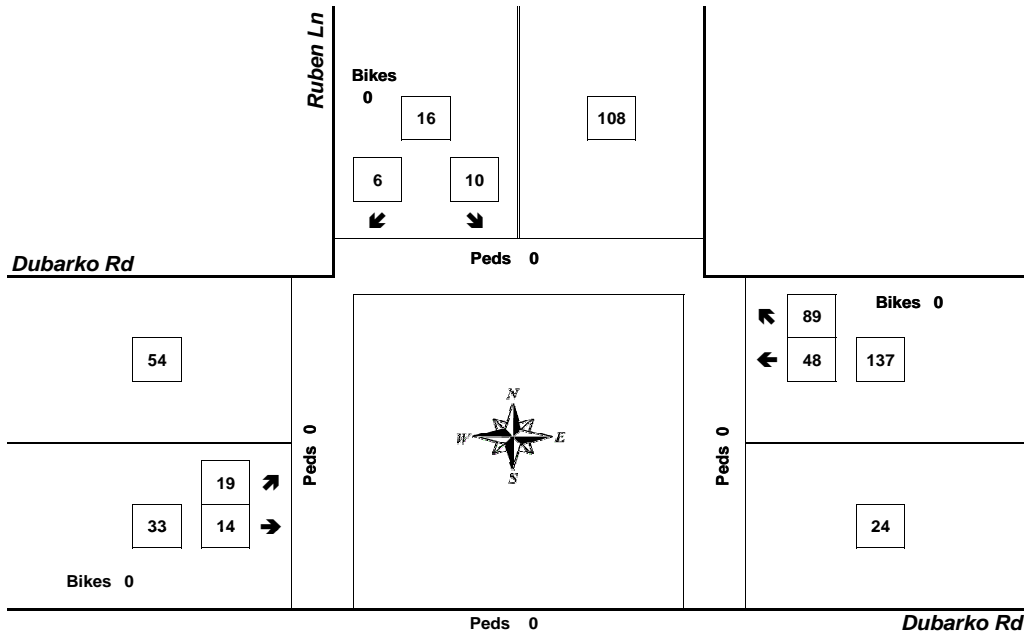 Ruben Ln
Bikes
0
16
108
6
10
Dubarko Rd
Peds 0
Bikes 0
89
54
48
137
N
W
E
S
Peds 0
Peds 0
19
33
14
24
Bikes 0
Peds 0
Dubarko Rd